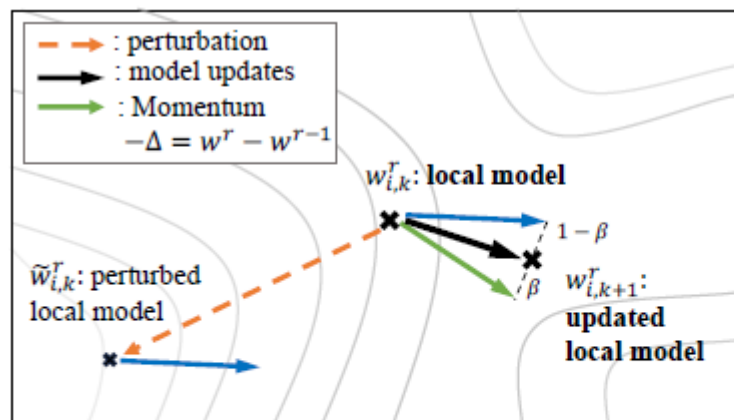 : perturbation
: model updates
: Momentum
−Δ = w^r − w^{r−1}
w^r_{i,k}: local model
1 − β
β
w̃^r_{i,k}: perturbed
local model
w^r_{i,k+1}:
updated
local model